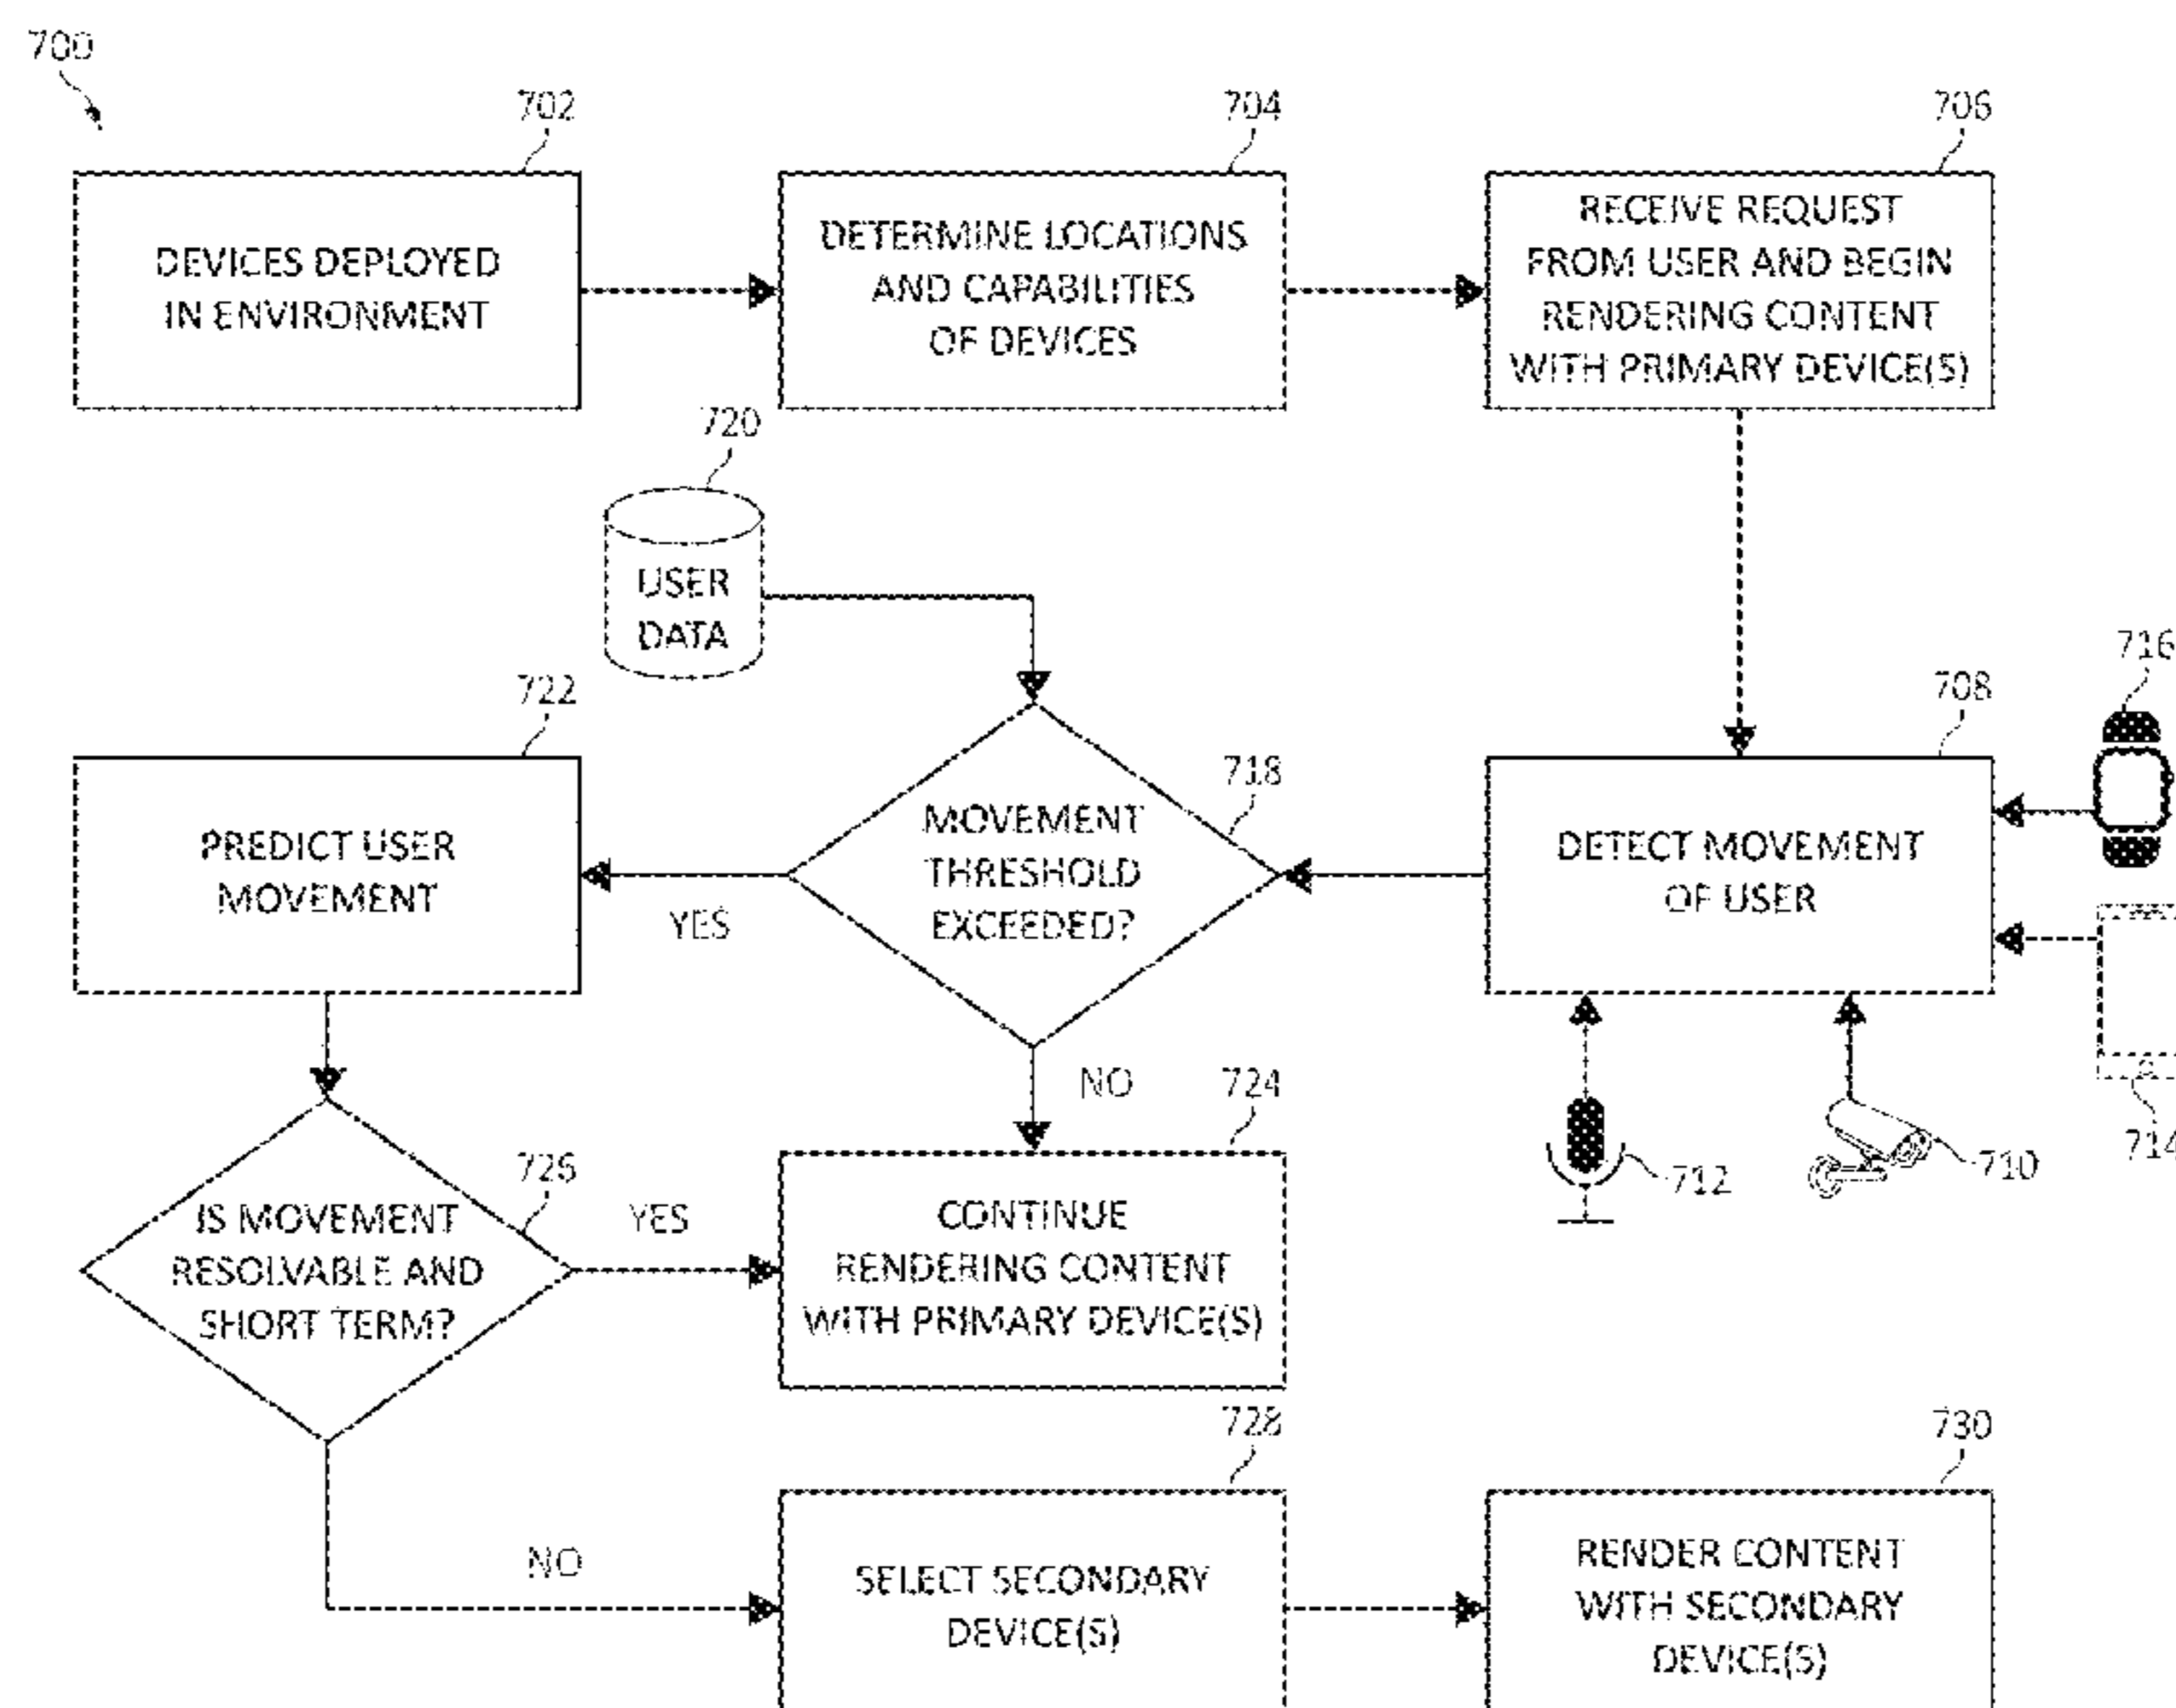 700
702
DEVICES DEPLOYED
IN ENVIRONMENT
704
DETERMINE LOCATIONS
AND CAPABILITIES
OF DEVICES
706
RECEIVE REQUEST
FROM USER AND BEGIN
RENDERING CONTENT
WITH PRIMARY DEVICE(S)
720
USER
DATA
722
PREDICT USER
MOVEMENT
718
MOVEMENT
THRESHOLD
EXCEEDED?
YES
NO
708
DETECT MOVEMENT
OF USER
716
714
712
710
726
IS MOVEMENT
RESOLVABLE AND
SHORT TERM?
YES
NO
724
CONTINUE
RENDERING CONTENT
WITH PRIMARY DEVICE(S)
728
SELECT SECONDARY
DEVICE(S)
730
RENDER CONTENT
WITH SECONDARY
DEVICE(S)